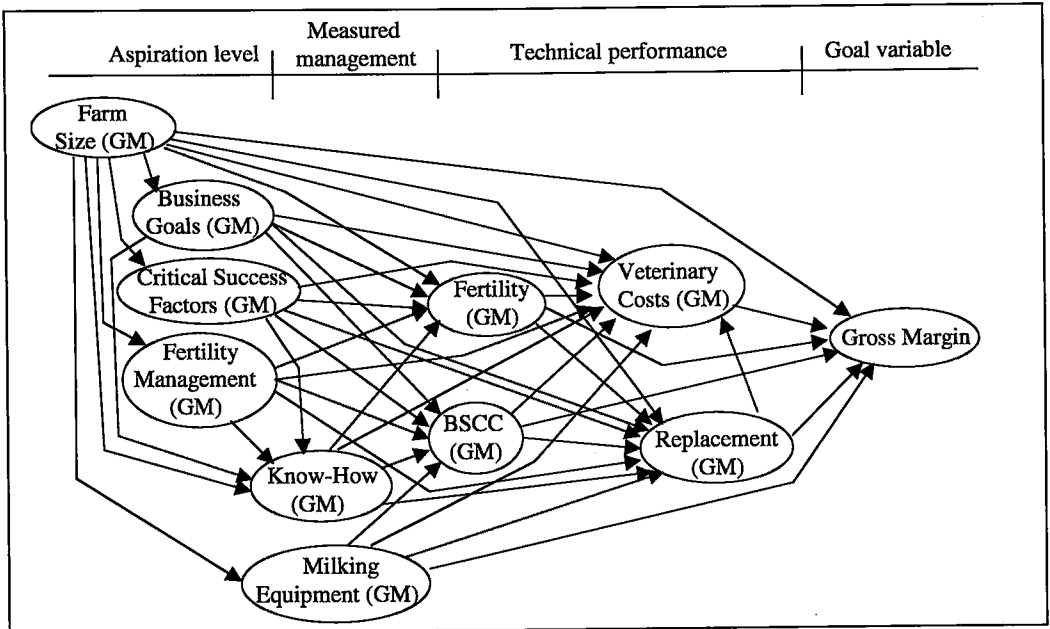 Aspiration level
Measured
management
Technical performance
Goal variable
Farm
Size (GM)
Business
Goals (GM)
Critical Success
Factors (GM)
Fertility
Management
(GM)
Know-How
(GM)
Milking
Equipment (GM)
Fertility
(GM)
BSCC
(GM)
Veterinary
Costs (GM)
Replacement
(GM)
Gross Margin